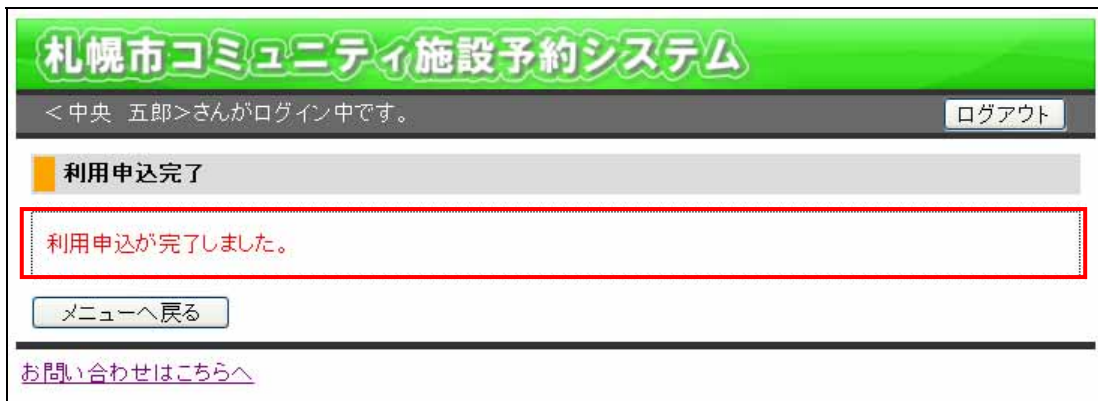 札幌市コミュニティ施設予約システム
＜中央　五郎＞さんがログイン中です。
ログアウト
利用申込完了
利用申込が完了しました。
メニューへ戻る
お問い合わせはこちらへ